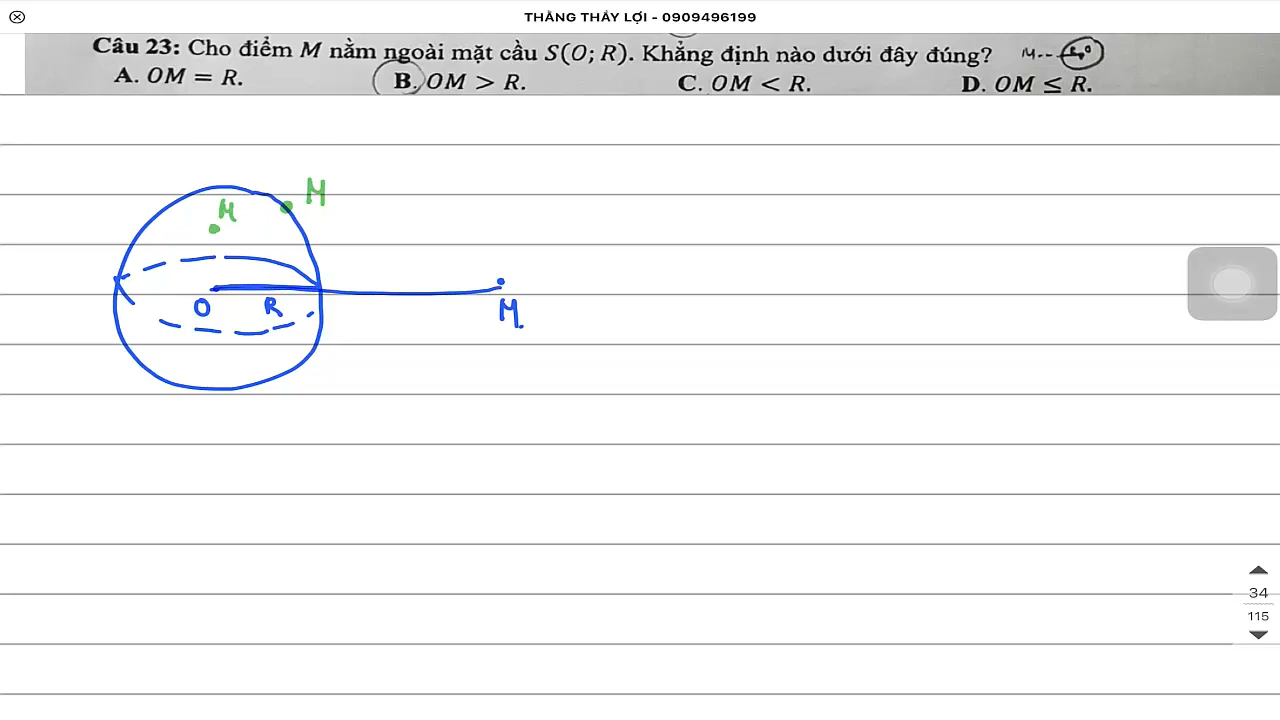 THẮNG THẦY LỢI - 0909496199
Câu 23: Cho điểm M nằm ngoài mặt cầu S(O; R). Khẳng định nào dưới đây đúng?
A. OM = R. B. OM > R. C. OM < R. D. OM ≤ R.
M
M
O R M
34
115